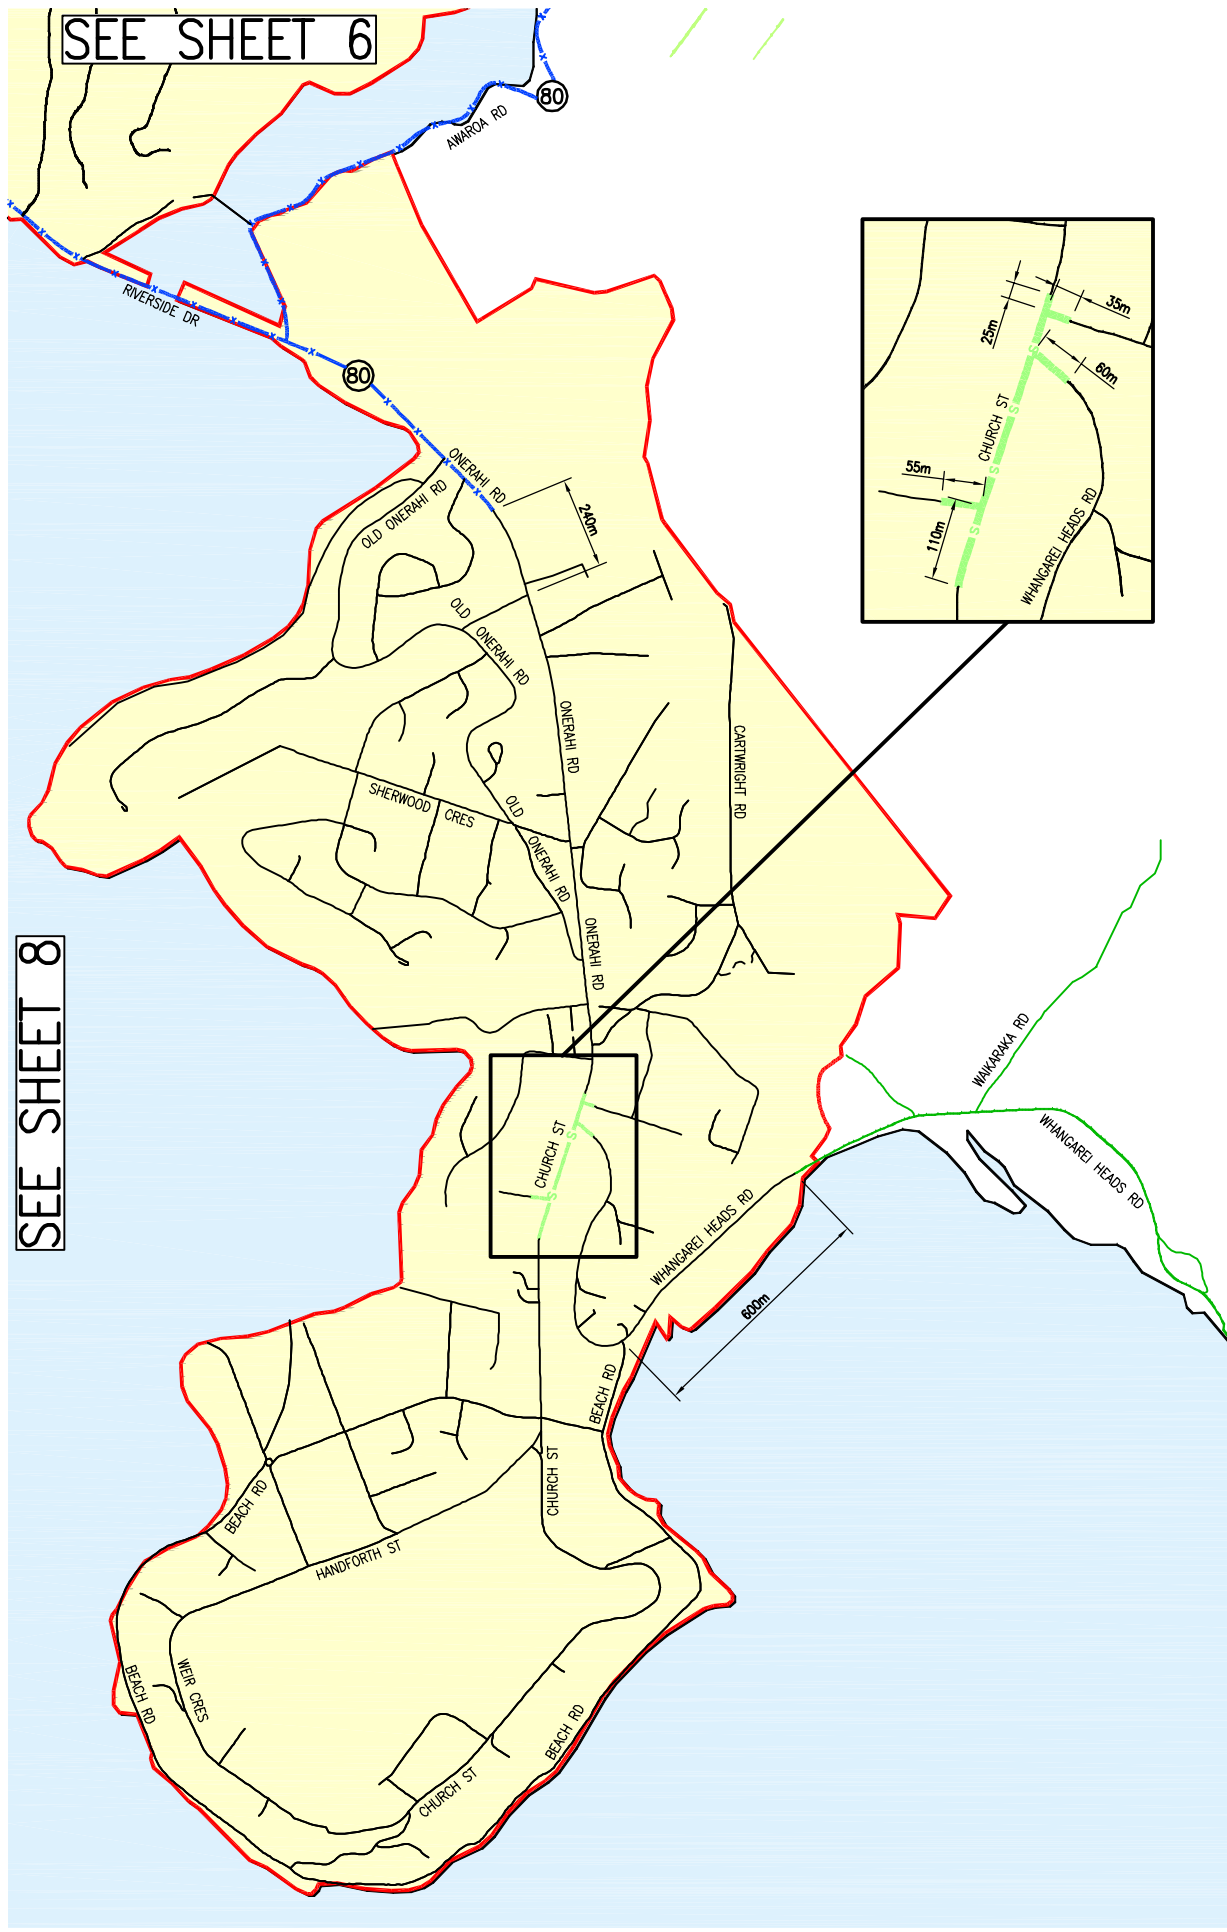 SEE SHEET 6
80
AWAROA RD
RIVERSIDE DR
80
35m
25m
60m
CHURCH ST
55m
110m
WHANGAREI HEADS RD
S
S
S
S
ONERAHI RD
OLD ONERAHI RD
240m
OLD ONERAHI RD
ONERAHI RD
CARTWRIGHT RD
SHERWOOD CRES
OLD ONERAHI RD
ONERAHI RD
SEE SHEET 8
WAIKARAKA RD
WHANGAREI HEADS RD
CHURCH ST
S
S
WHANGAREI HEADS RD
600m
BEACH RD
CHURCH ST
BEACH RD
HANDFORTH ST
WEIR CRES
BEACH RD
BEACH RD
CHURCH ST